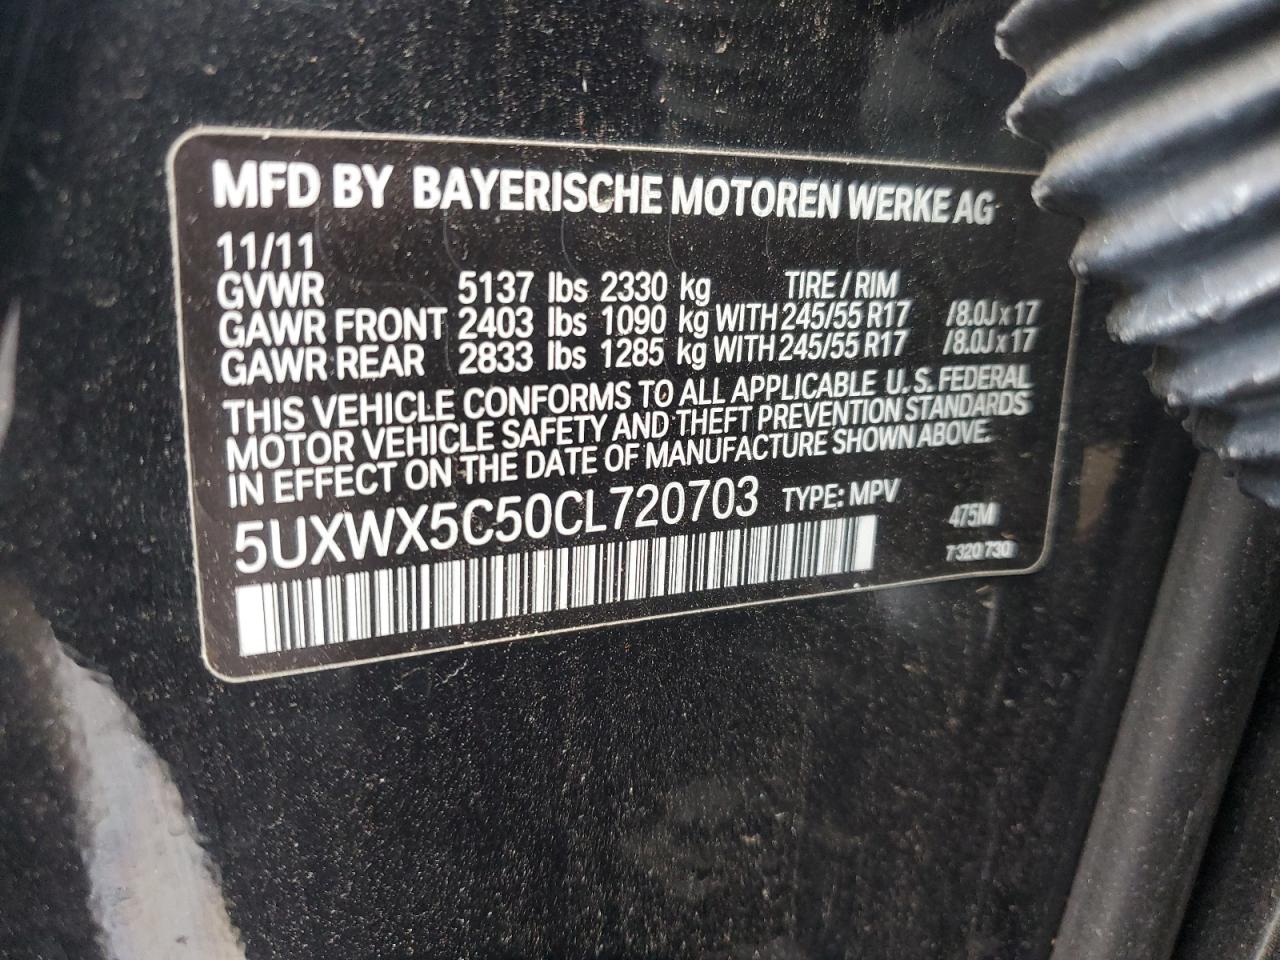 MFD BY BAYERISCHE MOTOREN WERKE AG
11/11
GVWR 5137 lbs 2330 kg TIRE / RIM
GAWR FRONT 2403 lbs 1090 kg WITH 245/55 R17 /8.0J x 17
GAWR REAR 2833 lbs 1285 kg WITH 245/55 R17 /8.0J x 17
THIS VEHICLE CONFORMS TO ALL APPLICABLE U.S. FEDERAL
MOTOR VEHICLE SAFETY AND THEFT PREVENTION STANDARDS
IN EFFECT ON THE DATE OF MANUFACTURE SHOWN ABOVE.
5UXWX5C50CL720703 TYPE: MPV
475M
7 320 730